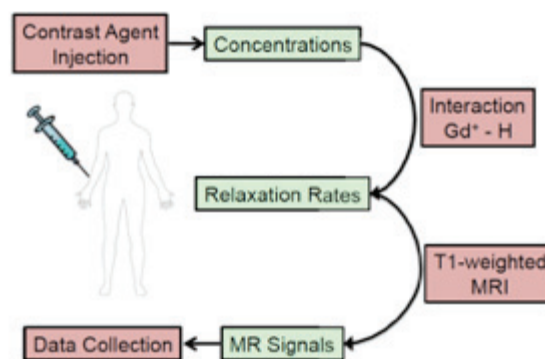 Contrast Agent
Injection
Concentrations
Interaction
Gd⁺ - H
Relaxation Rates
T1-weighted
MRI
Data Collection
MR Signals